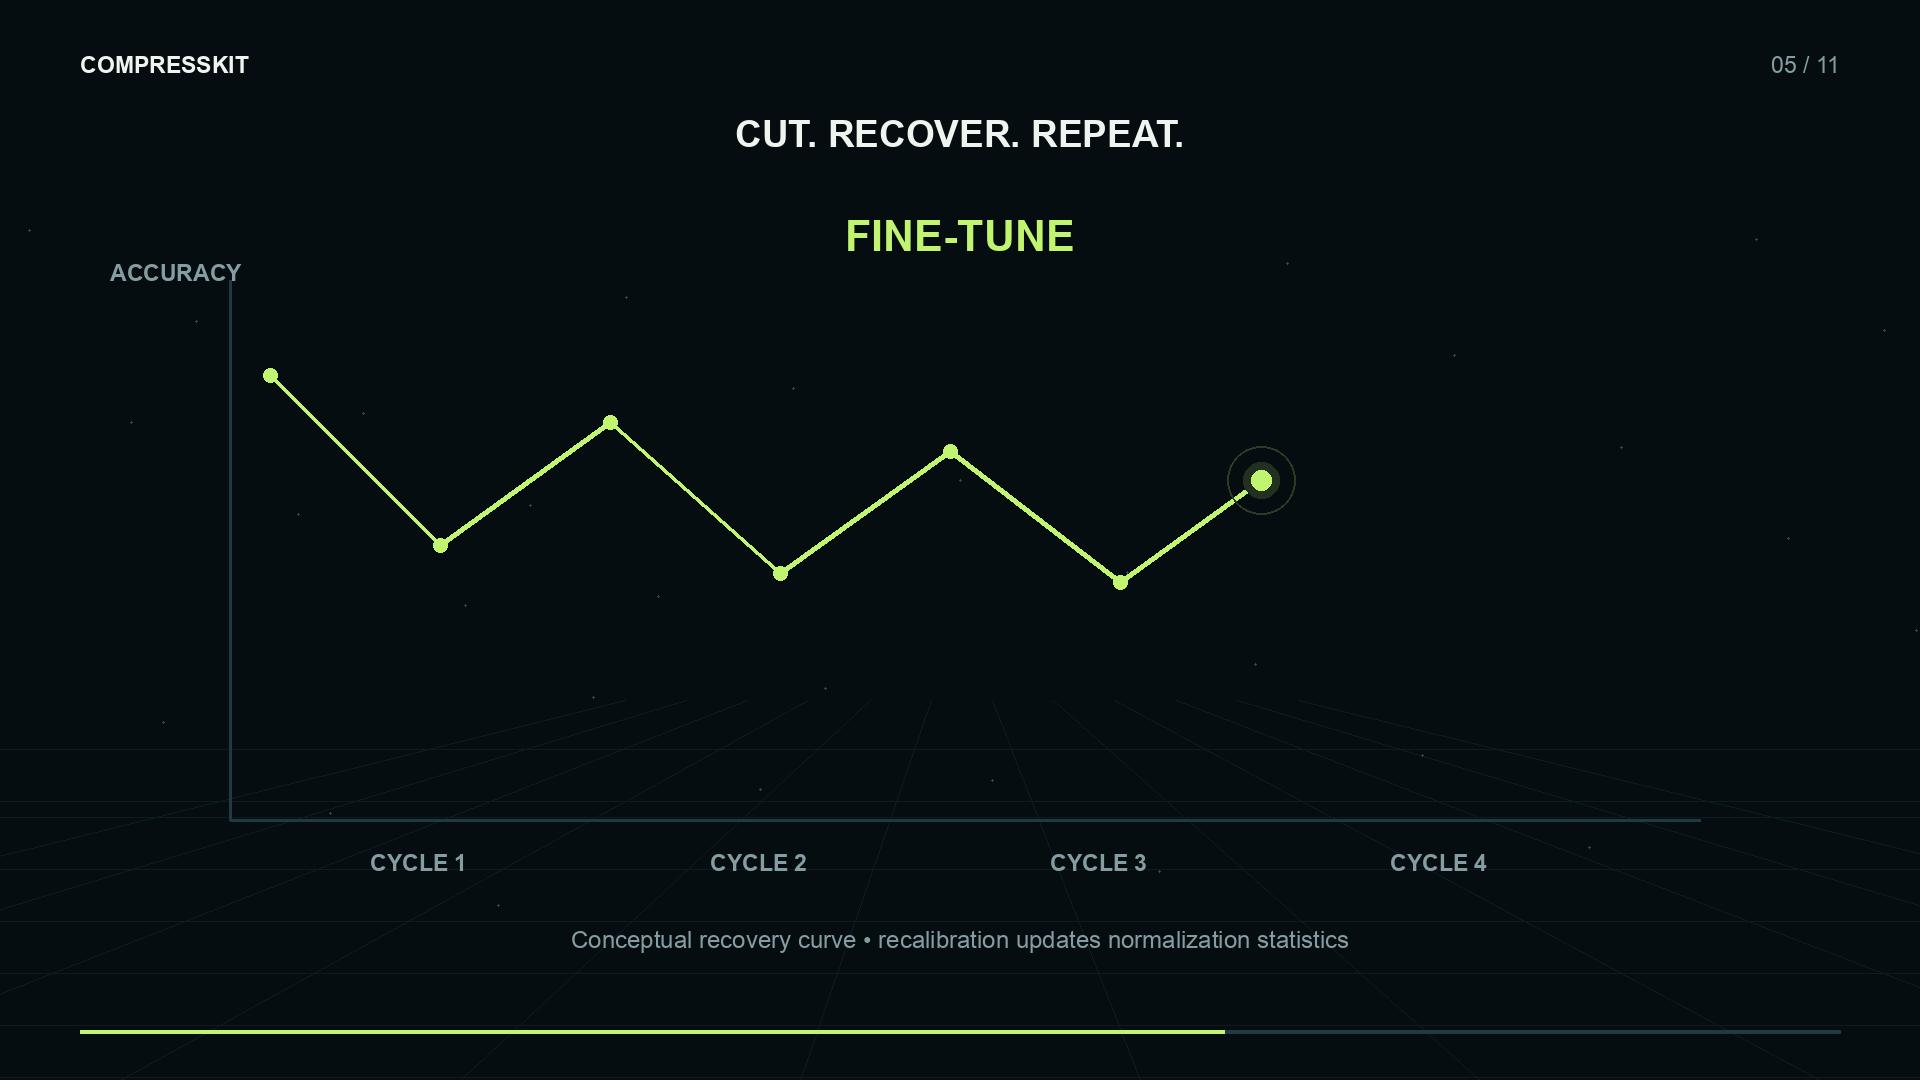 COMPRESSKIT
05 / 11
CUT. RECOVER. REPEAT.
FINE-TUNE
ACCURACY
CYCLE 1
CYCLE 2
CYCLE 3
CYCLE 4
Conceptual recovery curve • recalibration updates normalization statistics